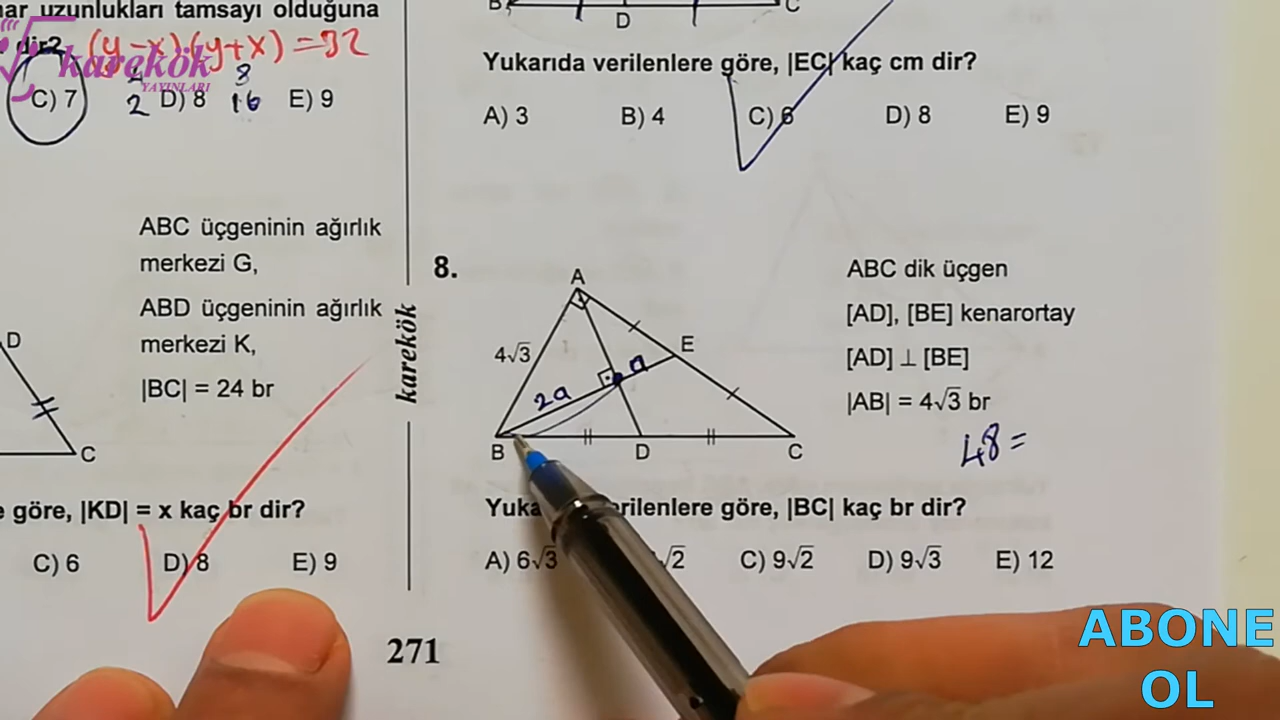 nar uzunlukları tamsayı olduğuna
dir? (y-x)(y+x) = 32
karekök
YAYINLARI
4 8
C) 7 2 D) 8 16 E) 9
ABC üçgeninin ağırlık
merkezi G,
ABD üçgeninin ağırlık
merkezi K,
|BC| = 24 br
D
C
e göre, |KD| = x kaç br dir?
C) 6 D) 8 E) 9
karekök
271
B D C
Yukarıda verilenlere göre, |EC| kaç cm dir?
A) 3 B) 4 C) 6 D) 8 E) 9
8.
A
E
4√3
2a a
B D C
ABC dik üçgen
[AD], [BE] kenarortay
[AD] ⊥ [BE]
|AB| = 4√3 br
48 =
Yuka erilenlere göre, |BC| kaç br dir?
A) 6√3 √2 C) 9√2 D) 9√3 E) 12
ABONE
OL